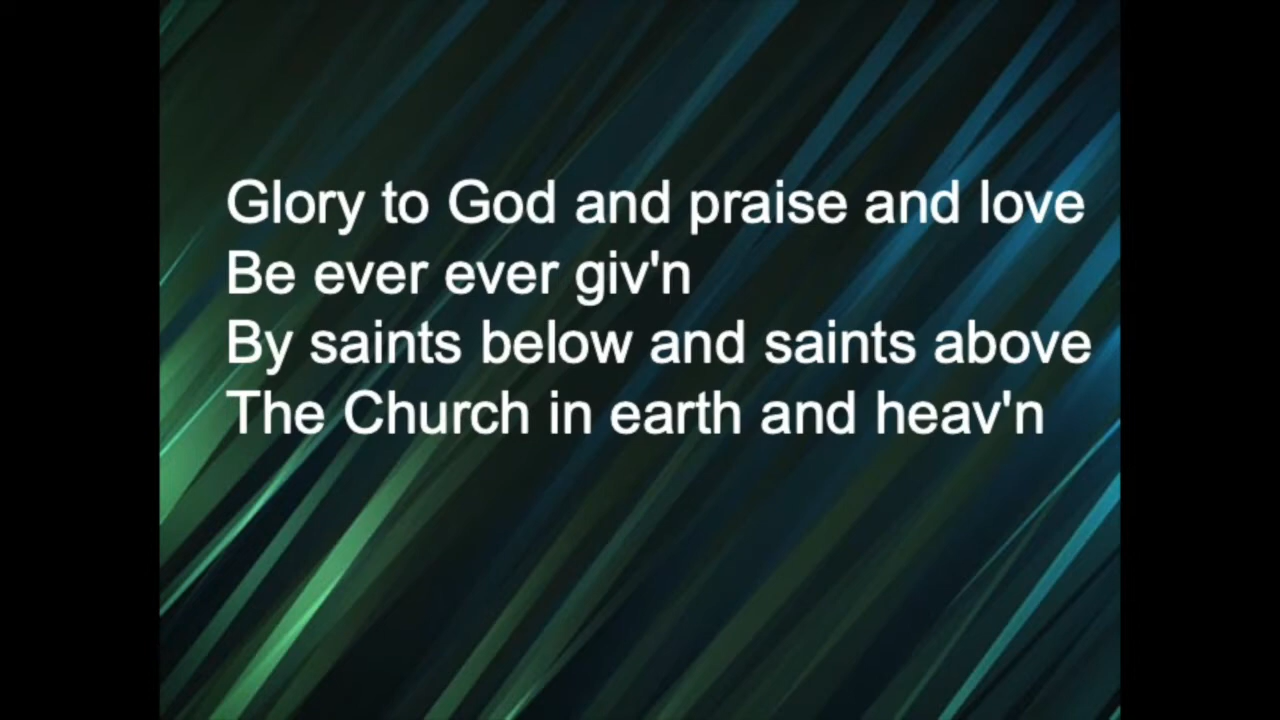 Glory to God and praise and love
Be ever ever giv'n
By saints below and saints above
The Church in earth and heav'n